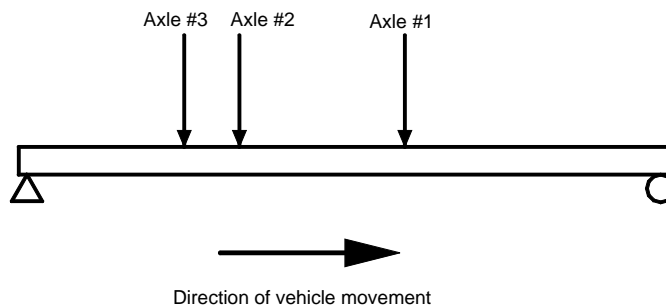 Axle #3 Axle #2 Axle #1
Direction of vehicle movement